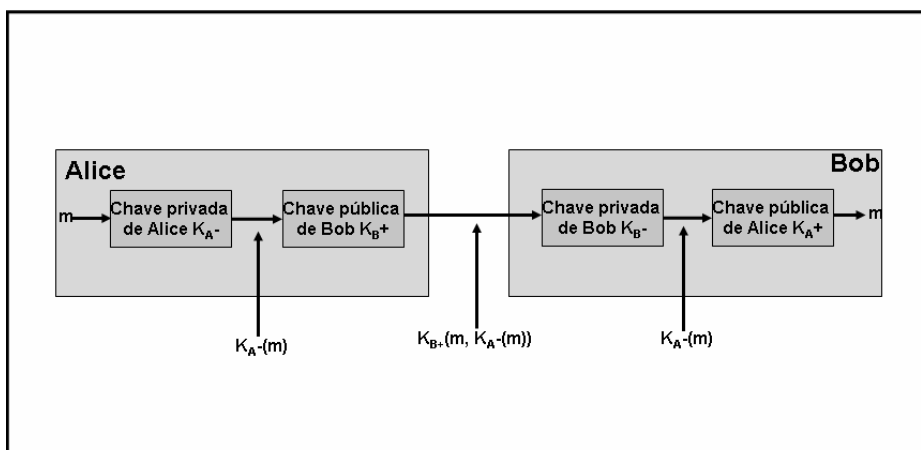 Alice
Bob
m
Chave privada
de Alice KA-
Chave pública
de Bob KB+
Chave privada
de Bob KB-
Chave pública
de Alice KA+
m
KA-(m)
KB+(m, KA-(m))
KA-(m)